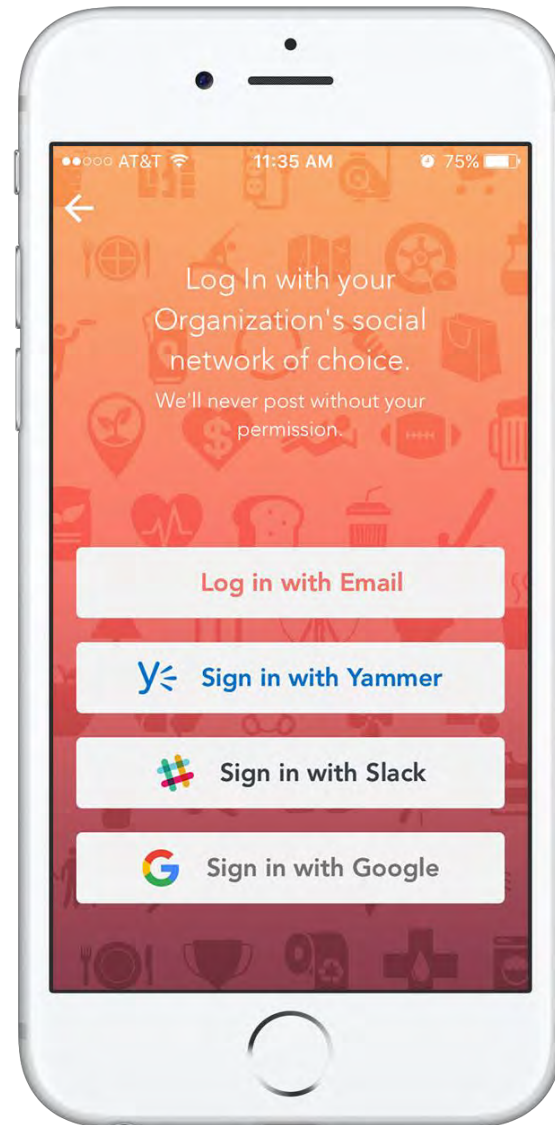 AT&T 11:35 AM 75%
Log In with your
Organization's social
network of choice.
We'll never post without your
permission.
Log in with Email
Sign in with Yammer
Sign in with Slack
Sign in with Google